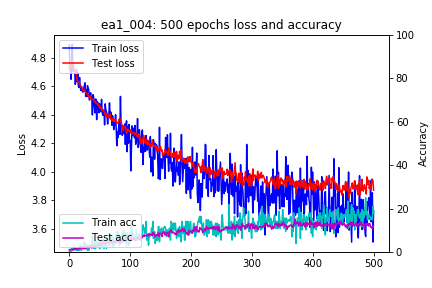 ea1_004: 500 epochs loss and accuracy
Train loss
Test loss
Train acc
Test acc
Loss
4.8
4.6
4.4
4.2
4.0
3.8
3.6
Accuracy
100
80
60
40
20
0
0
100
200
300
400
500